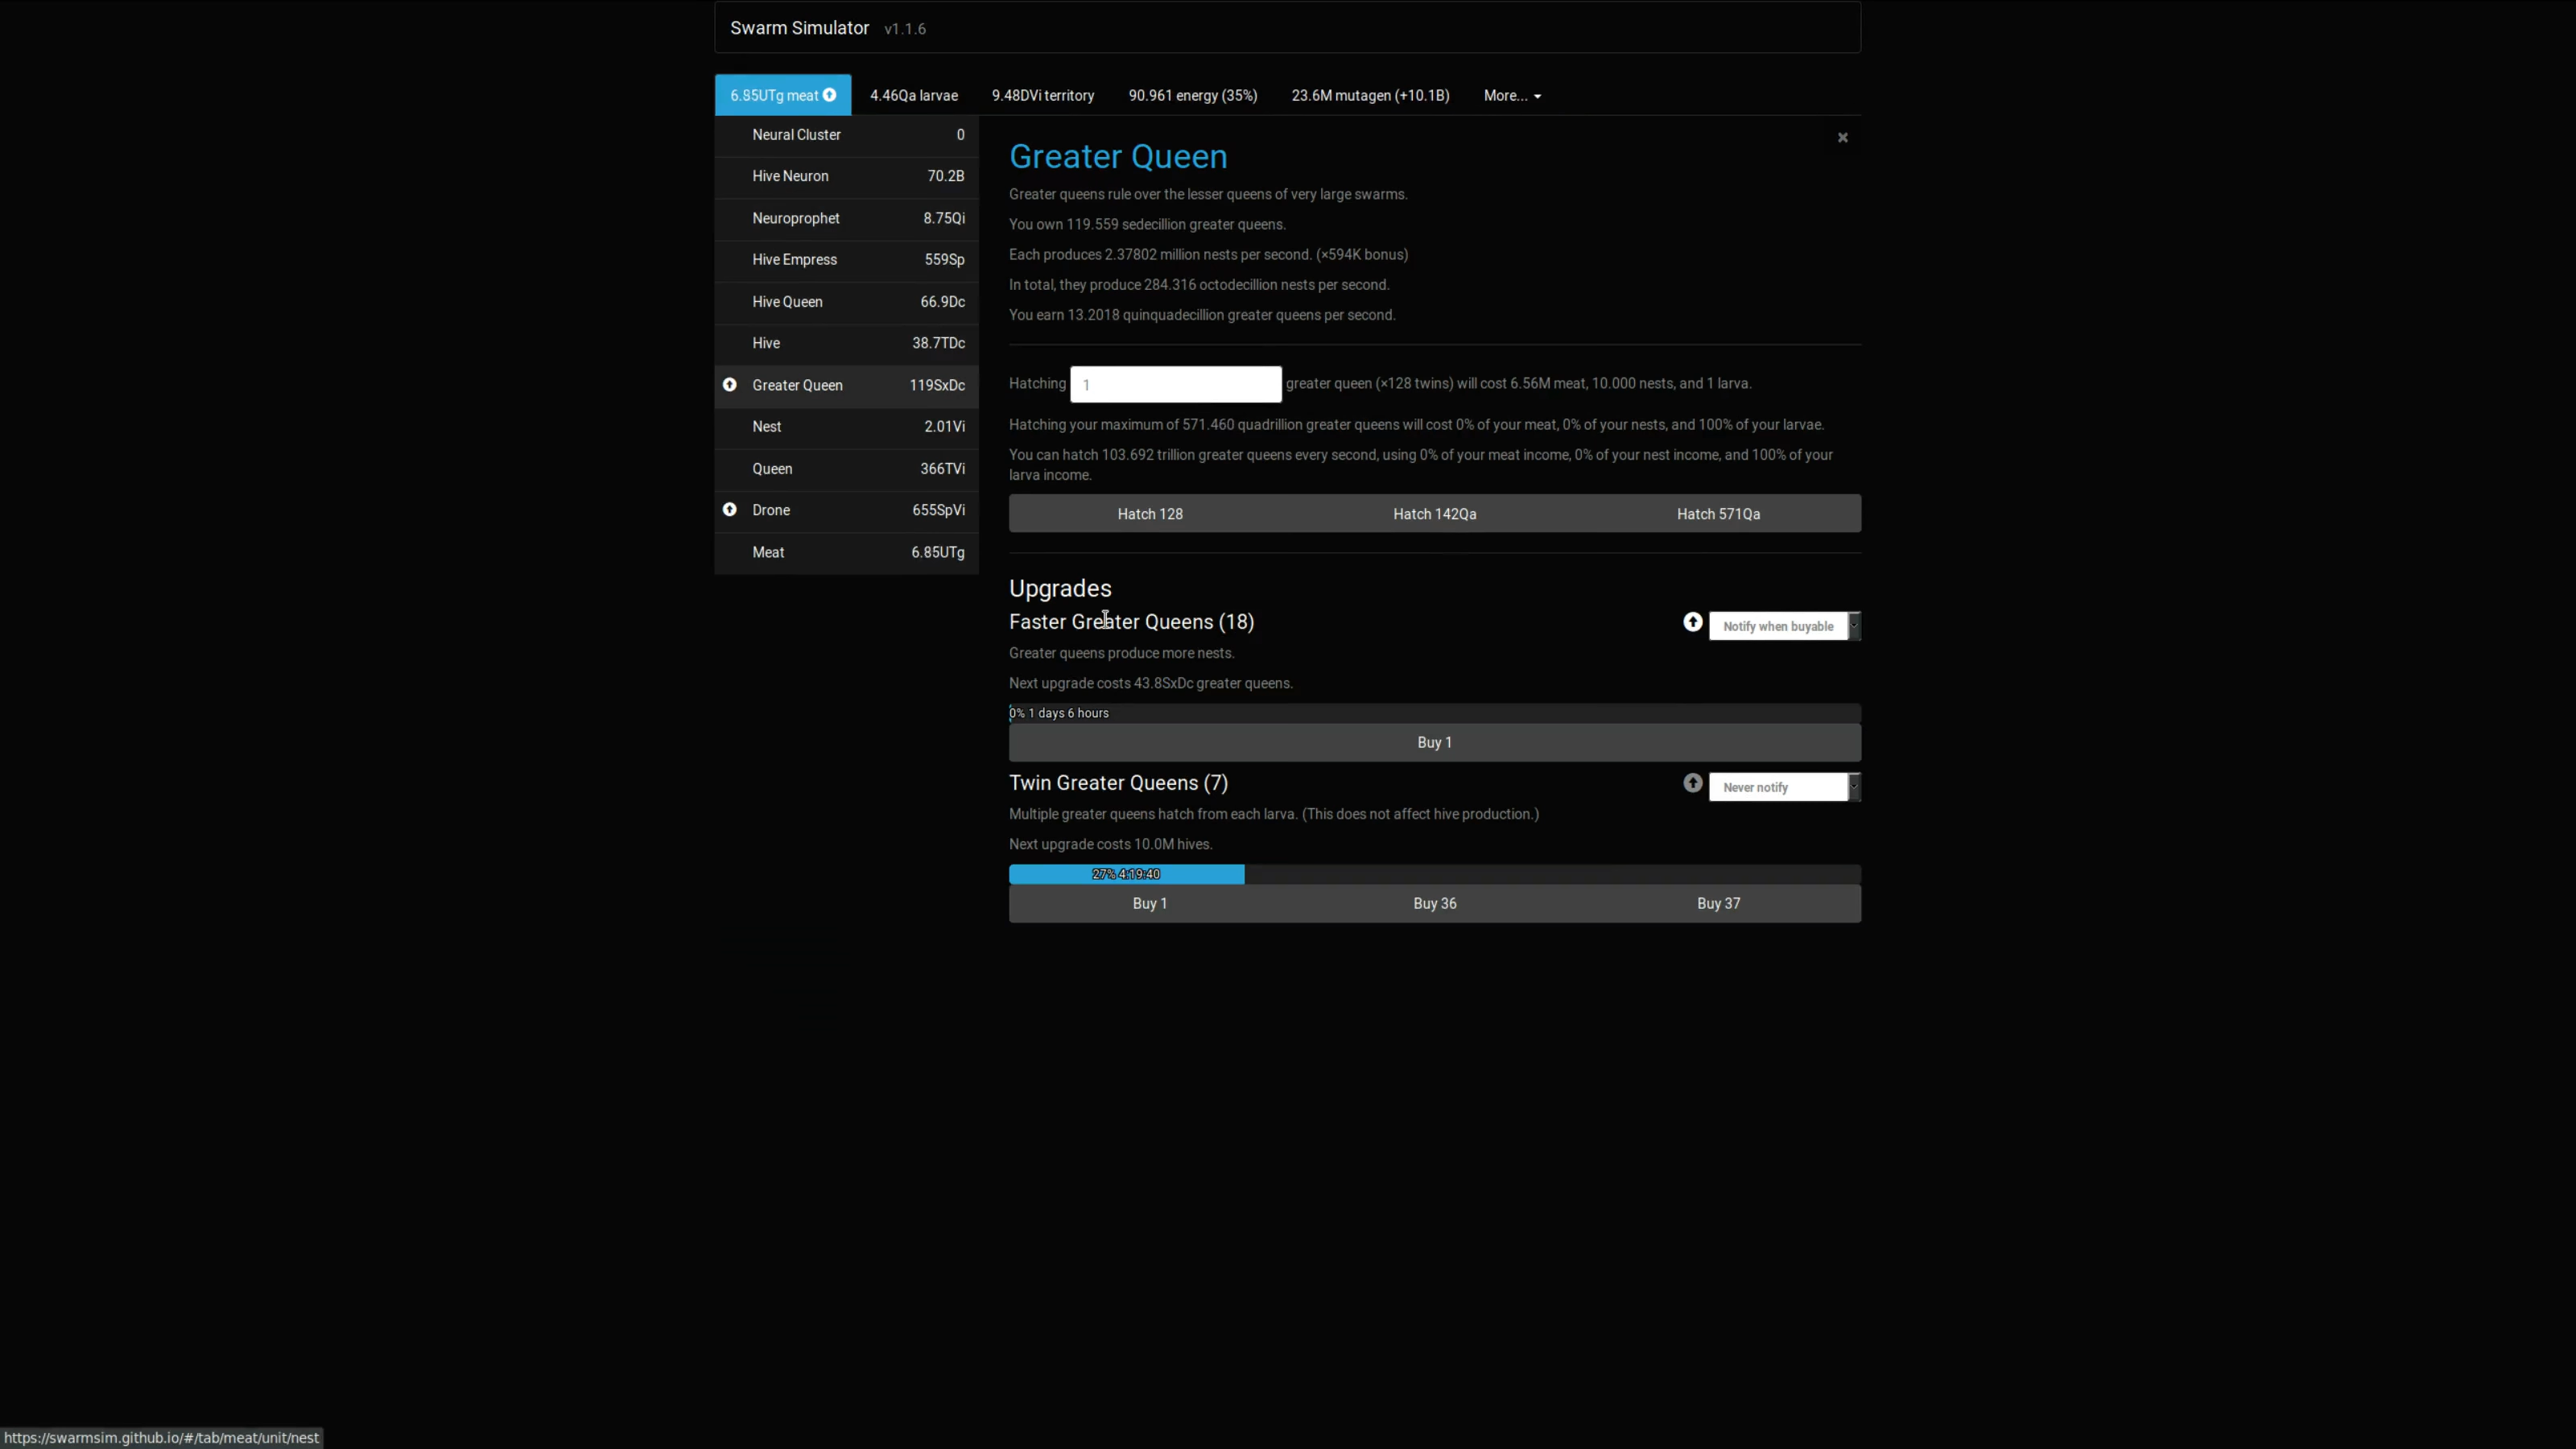 Swarm Simulator v1.1.6
6.85UTg meat 4.46Qa larvae 9.48DVi territory 90.961 energy (35%) 23.6M mutagen (+10.1B) More...
Neural Cluster 0
Hive Neuron 70.2B
Neuroprophet 8.75Qi
Hive Empress 559Sp
Hive Queen 66.9Dc
Hive 38.7TDc
Greater Queen 119SxDc
Nest 2.01Vi
Queen 366TVi
Drone 655SpVi
Meat 6.85UTg
Greater Queen
Greater queens rule over the lesser queens of very large swarms.
You own 119.559 sedecillion greater queens.
Each produces 2.37802 million nests per second. (×594K bonus)
In total, they produce 284.316 octodecillion nests per second.
You earn 13.2018 quinquadecillion greater queens per second.
Hatching 1 greater queen (×128 twins) will cost 6.56M meat, 10.000 nests, and 1 larva.
Hatching your maximum of 571.460 quadrillion greater queens will cost 0% of your meat, 0% of your nests, and 100% of your larvae.
You can hatch 103.692 trillion greater queens every second, using 0% of your meat income, 0% of your nest income, and 100% of your
larva income.
Hatch 128 Hatch 142Qa Hatch 571Qa
Upgrades
Faster Greater Queens (18) Notify when buyable
Greater queens produce more nests.
Next upgrade costs 43.8SxDc greater queens.
0% 1 days 6 hours
Buy 1
Twin Greater Queens (7) Never notify
Multiple greater queens hatch from each larva. (This does not affect hive production.)
Next upgrade costs 10.0M hives.
27% 4:19:40
Buy 1 Buy 36 Buy 37
https://swarmsim.github.io/#/tab/meat/unit/nest